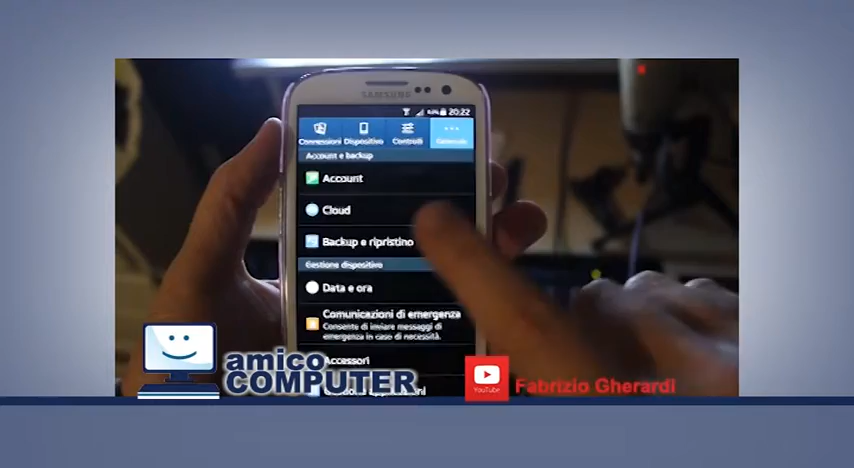 SAMSUNG
20:22
Connessioni Dispositivo Controlli Generale
Account e backup
Account
Cloud
Backup e ripristino
Gestione dispositivo
Data e ora
Comunicazioni di emergenza
Consente di inviare messaggi di
emergenza in caso di necessità.
Accessori
amico
COMPUTER
YouTube
Fabrizio Gherardi